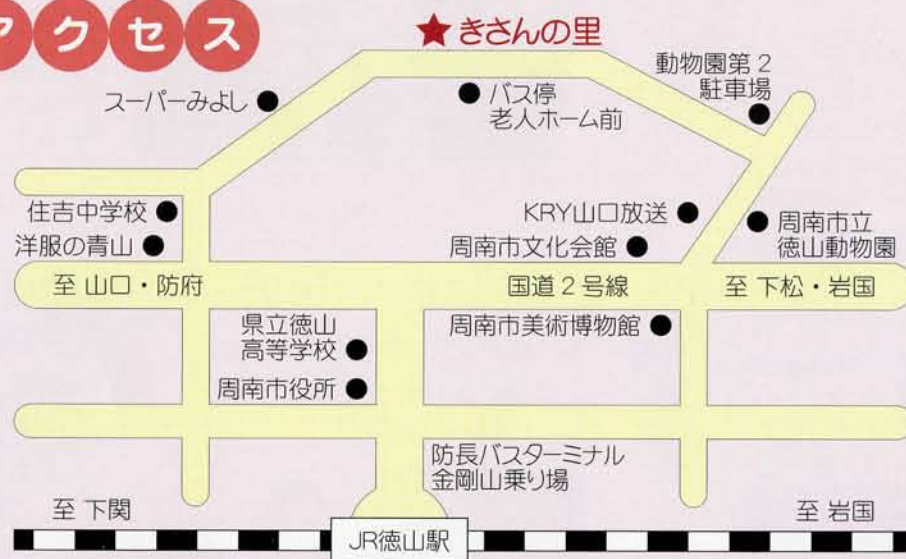 アクセス
★きさんの里
動物園第2
駐車場
スーパーみよし
バス停
老人ホーム前
住吉中学校
KRY山口放送
周南市立
徳山動物園
洋服の青山
周南市文化会館
至 山口・防府
国道2号線
至 下松・岩国
県立徳山
高等学校
周南市美術博物館
周南市役所
防長バスターミナル
金剛山乗り場
至 下関
至 岩国
JR徳山駅